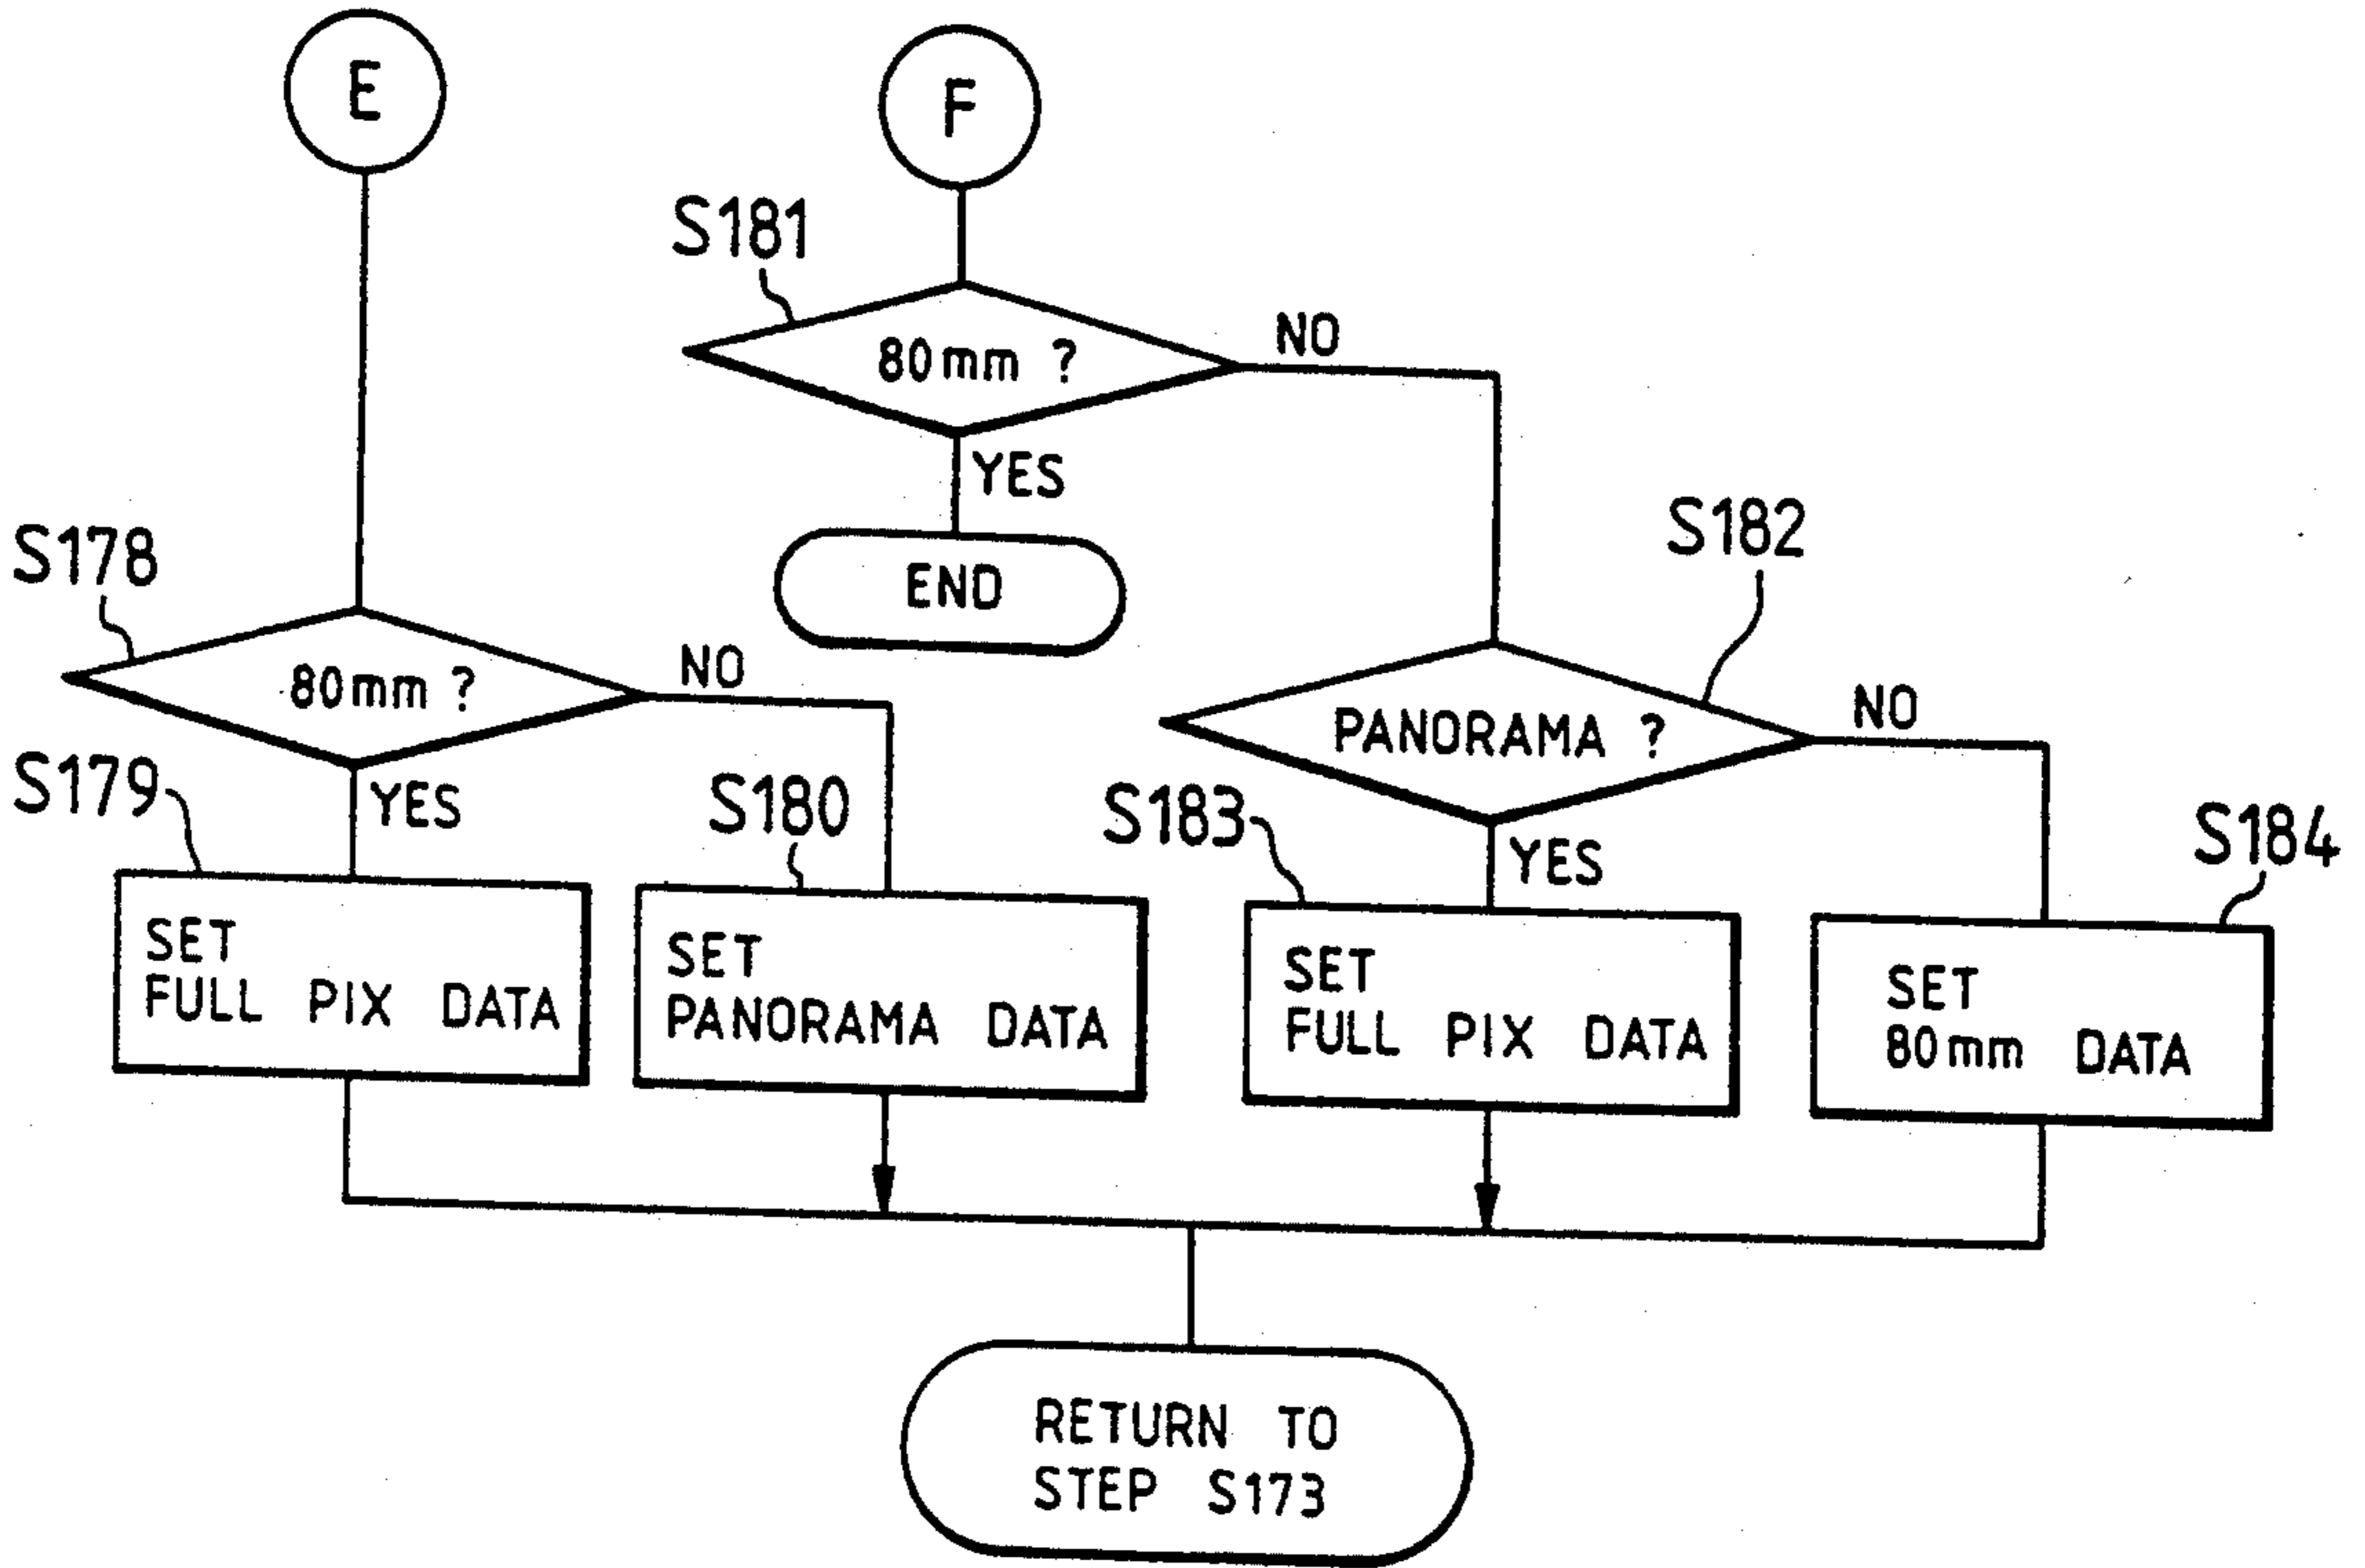 E
F
S181
80mm ?
NO
YES
END
S178
80mm ?
NO
YES
S182
PANORAMA ?
NO
YES
S179
SET
FULL PIX DATA
S180
SET
PANORAMA DATA
S183
SET
FULL PIX DATA
S184
SET
80mm DATA
RETURN TO
STEP S173